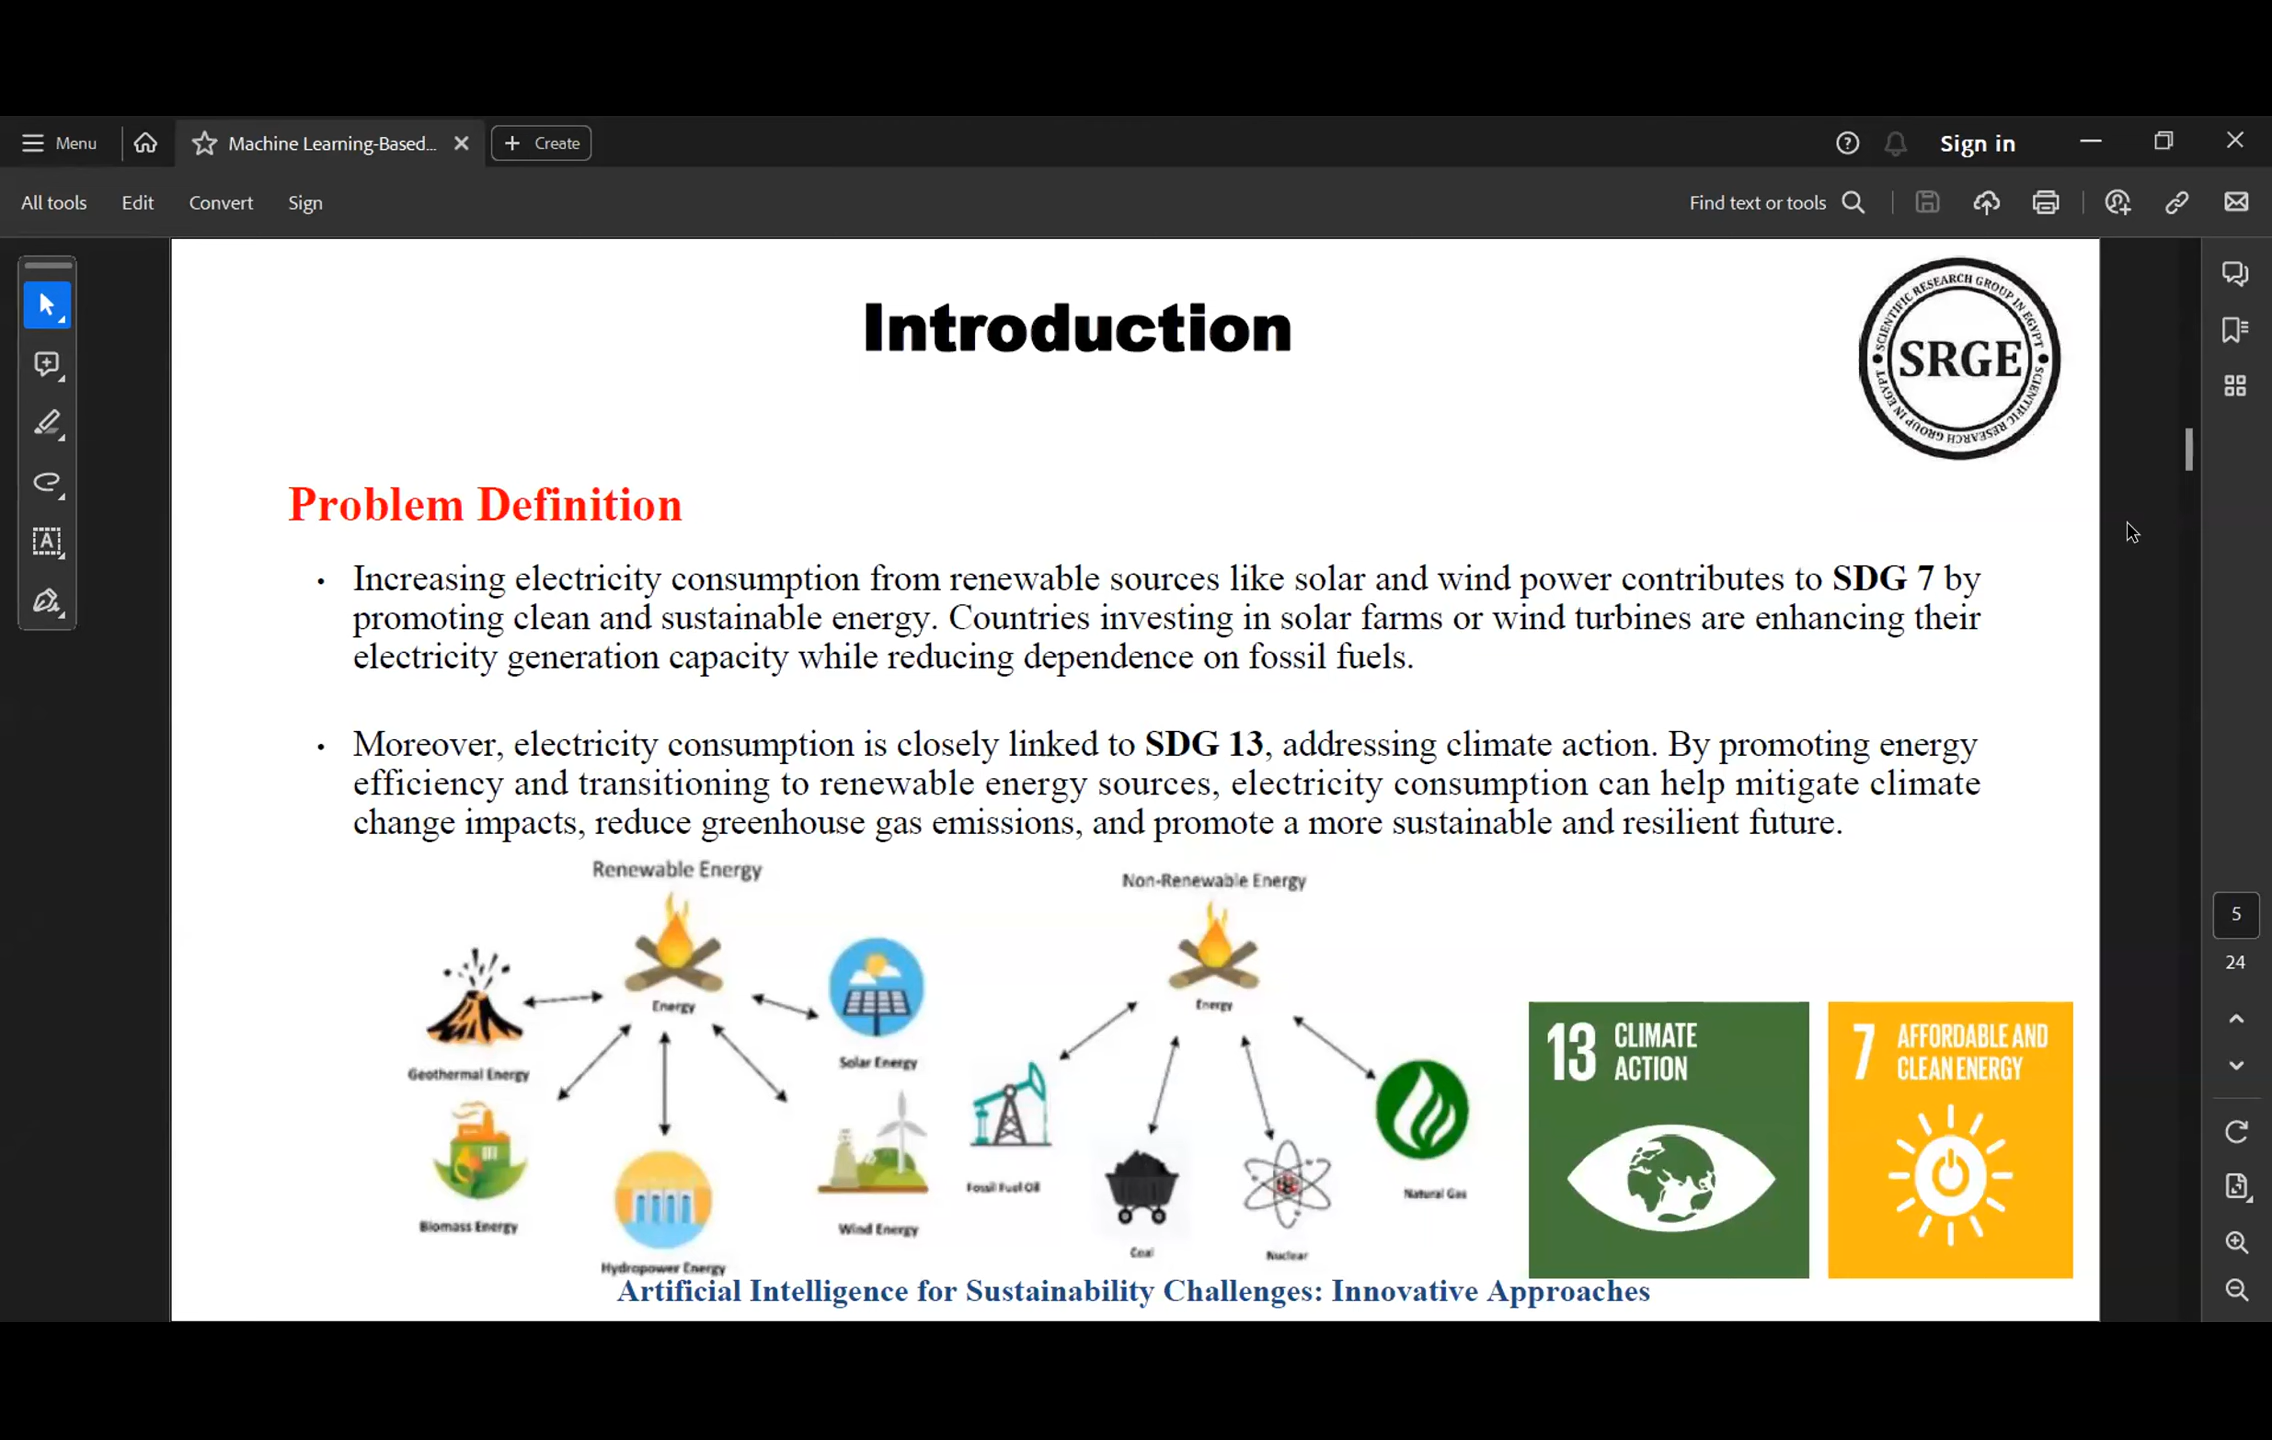 Menu
Machine Learning-Based...
Create
Sign in
All tools
Edit
Convert
Sign
Find text or tools
Introduction
SCIENTIFIC RESEARCH GROUP IN EGYPT
SRGE
SCIENTIFIC RESEARCH GROUP IN EGYPT
Problem Definition
• Increasing electricity consumption from renewable sources like solar and wind power contributes to SDG 7 by
promoting clean and sustainable energy. Countries investing in solar farms or wind turbines are enhancing their
electricity generation capacity while reducing dependence on fossil fuels.
• Moreover, electricity consumption is closely linked to SDG 13, addressing climate action. By promoting energy
efficiency and transitioning to renewable energy sources, electricity consumption can help mitigate climate
change impacts, reduce greenhouse gas emissions, and promote a more sustainable and resilient future.
Renewable Energy
Energy
Geothermal Energy
Solar Energy
Biomass Energy
Hydropower Energy
Wind Energy
Non-Renewable Energy
Energy
Fossil Fuel Oil
Coal
Nuclear
Natural Gas
13 CLIMATE
ACTION
7 AFFORDABLE AND
CLEAN ENERGY
Artificial Intelligence for Sustainability Challenges: Innovative Approaches
5
24